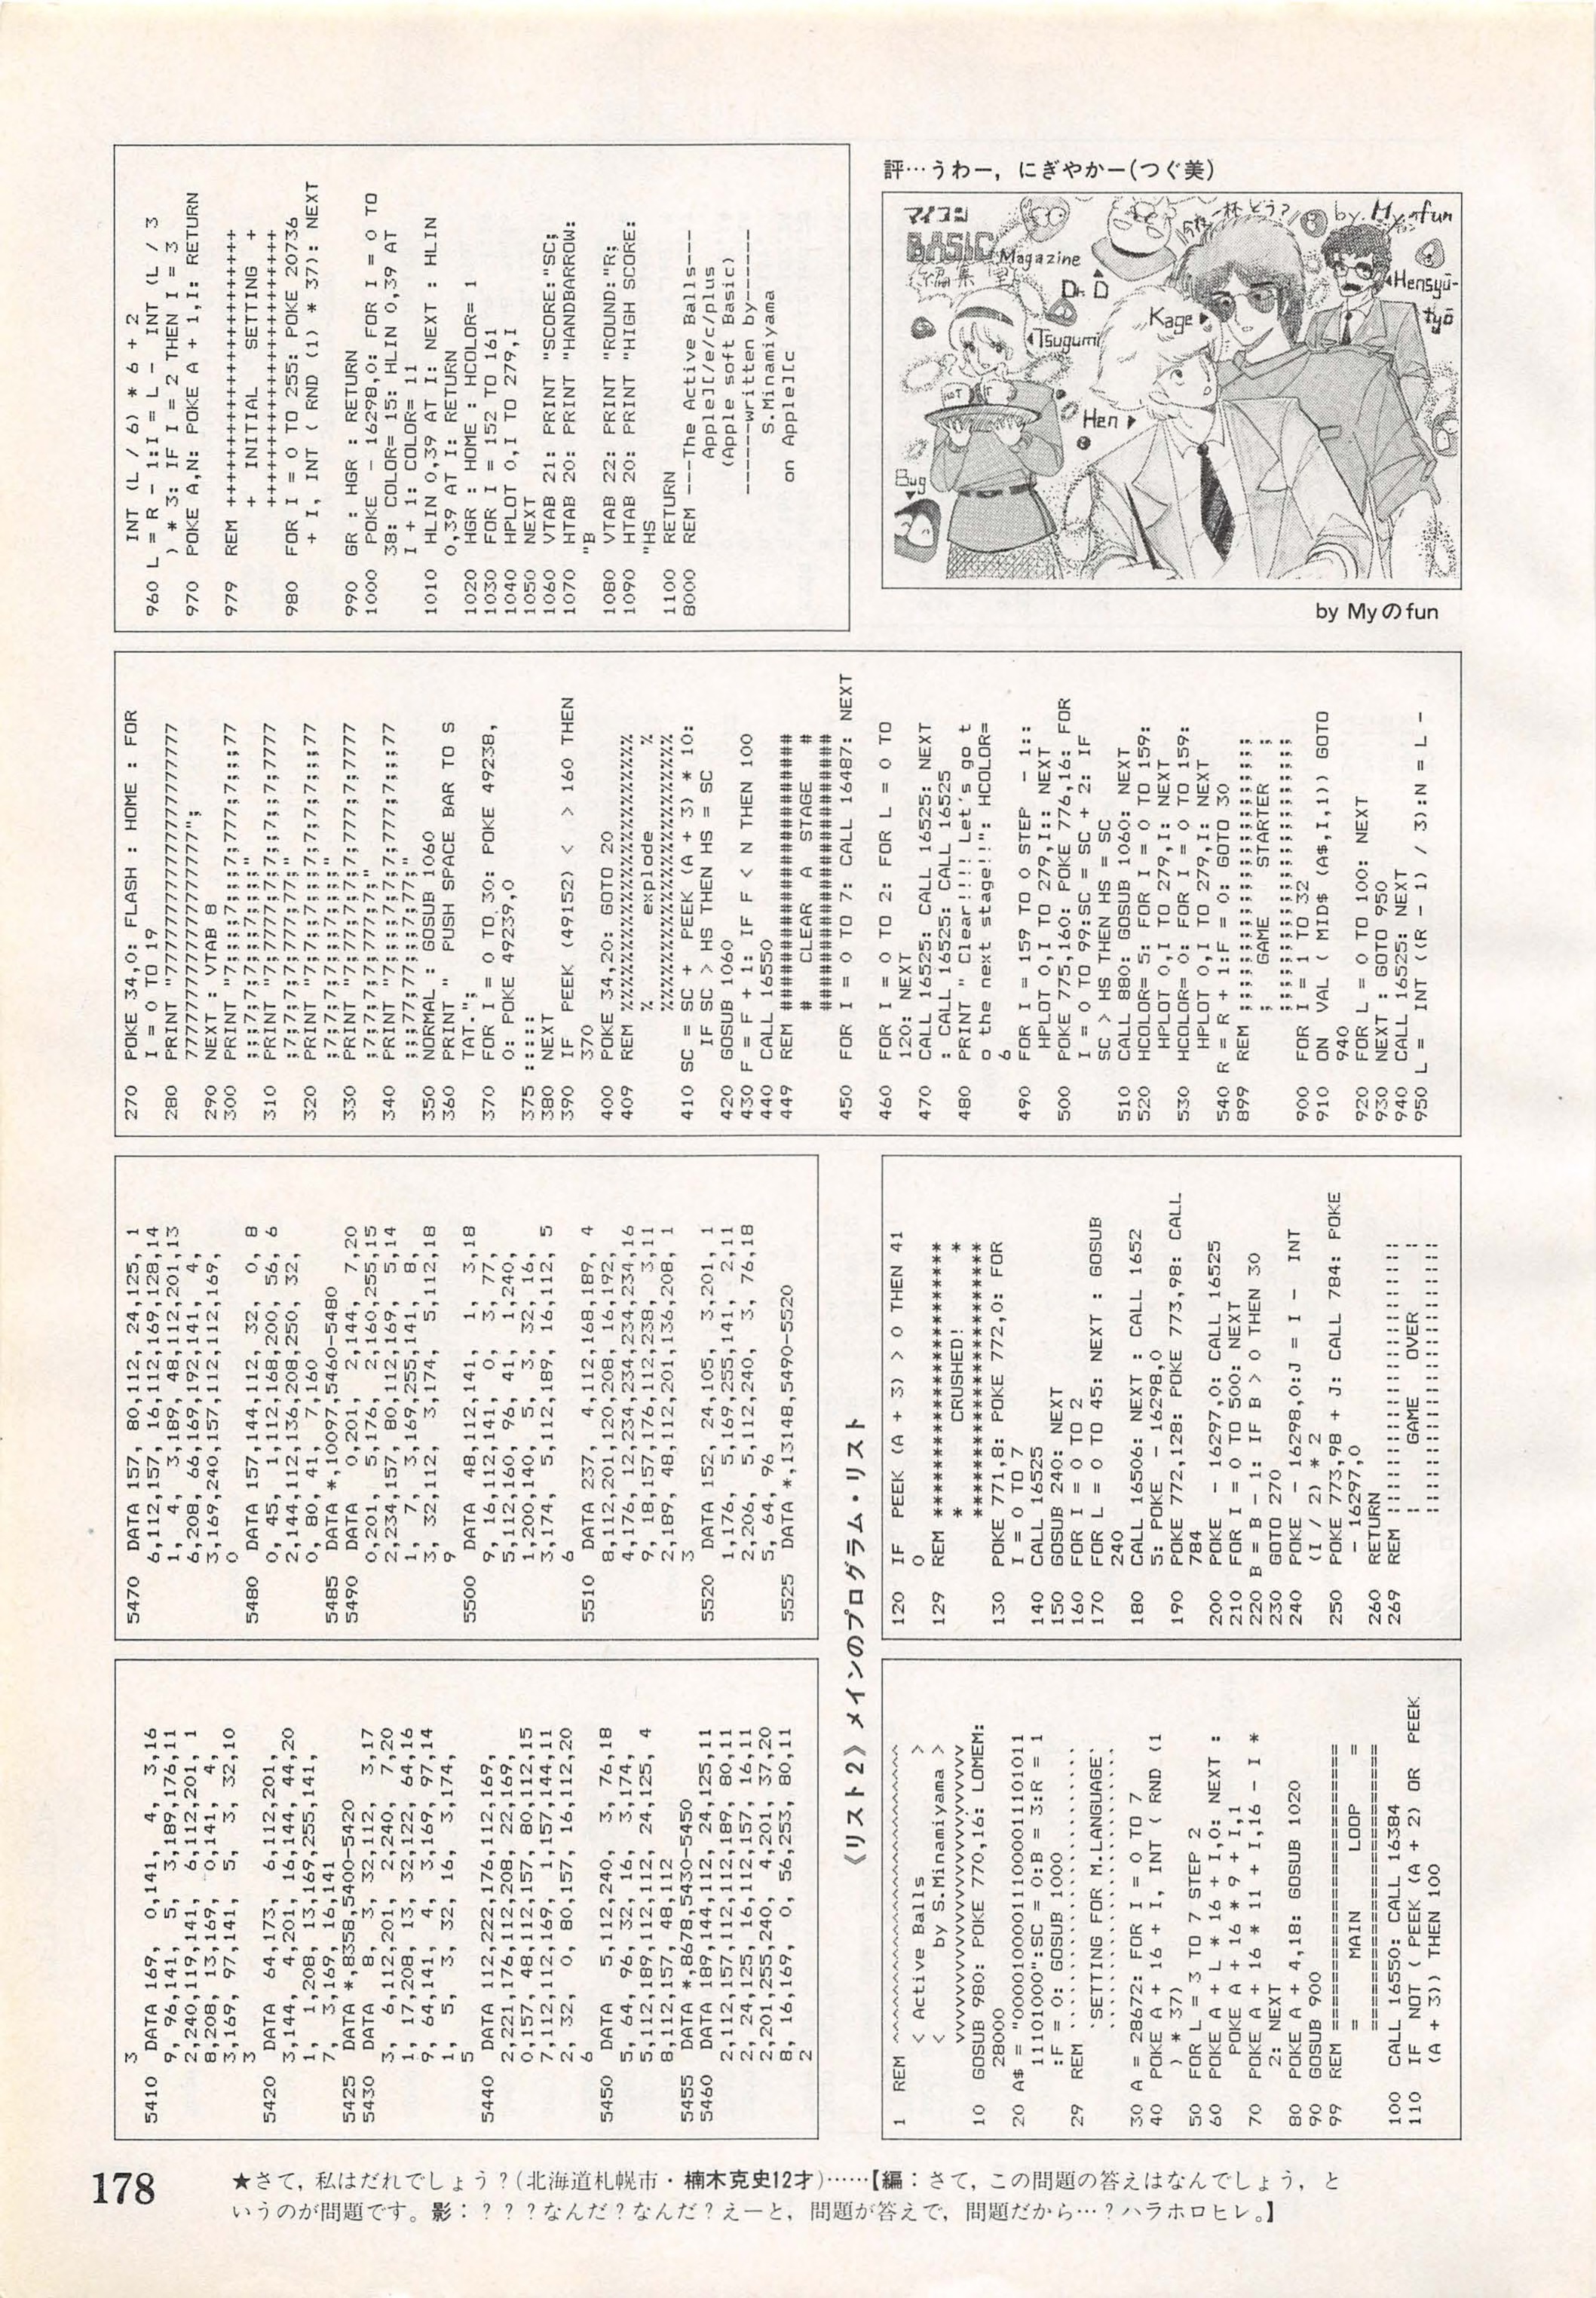 3
5410 DATA 169, 0,141, 4, 3,16
9, 96,141, 5, 3,189,176,11
2,240,119,141, 6,112,201, 1
8,208, 13,169, 0,141, 4,
3,169, 97,141, 5, 3, 32,10
3
5420 DATA 64,173, 6,112,201,
3,144, 4,201, 16,144, 44,20
1, 1,208, 13,169,255,141,
7, 3,169, 16,141
5425 DATA *,8358,5400-5420
5430 DATA 8, 3, 32,112, 3,17
3, 6,112,201, 2,240, 7,20
1, 17,208, 13, 32,122, 64,16
9, 64,141, 4, 3,169, 97,14
1, 5, 3, 32, 16, 3,174,
5
5440 DATA 112,222,176,112,169,
2,221,176,112,208, 22,169,
0,157, 48,112,157, 80,112,15
7,112,112,169, 1,157,144,11
2, 32, 0, 80,157, 16,112,20
6
5450 DATA 5,112,240, 3, 76,18
5, 64, 96, 32, 16, 3,174,
5,112,189,112,112, 24,125, 4
8,112,157, 48,112
5455 DATA *,8678,5430-5450
5460 DATA 189,144,112, 24,125,11
2,112,157,112,112,189, 80,11
2, 24,125, 16,112,157, 16,11
2,201,255,240, 4,201, 37,20
8, 16,169, 0, 56,253, 80,11
2
5470 DATA 157, 80,112, 24,125, 1
6,112,157, 16,112,169,128,14
1, 4, 3,189, 48,112,201,13
6,208, 66,169,192,141, 4,
3,169,240,157,112,112,169,
0
5480 DATA 157,144,112, 32, 0, 8
0, 45, 1,112,168,200, 56, 6
2,144,112,136,208,250, 32,
0, 80, 41, 7,160
5485 DATA *,10097,5460-5480
5490 DATA 0,201, 2,144, 7,20
0,201, 5,176, 2,160,255,15
2,234,157, 80,112,169, 5,14
1, 7, 3,169,255,141, 8,
3, 32,112, 3,174, 5,112,18
9
5500 DATA 48,112,141, 1, 3,18
9, 16,112,141, 0, 3, 77,
5,112,160, 96, 41, 1,240,
1,200,140, 5, 3, 32, 16,
3,174, 5,112,189, 16,112, 5
6
5510 DATA 237, 4,112,168,189, 4
8,112,201,120,208, 16,192,
4,176, 12,234,234,234,234,16
9, 18,157,176,112,238, 3,11
2,189, 48,112,201,136,208, 1
3
5520 DATA 152, 24,105, 3,201, 1
1,176, 5,169,255,141, 2,11
2,206, 5,112,240, 3, 76,18
5, 64, 96
5525 DATA *,13148,5490-5520
《リスト2》 メインのプログラム・リスト
1 REM ^^^^^^^^^^^^^^^^^^^^^
< Active Balls >
< by S.Minamiyama >
vvvvvvvvvvvvvvvvvvvvv
10 GOSUB 980: POKE 770,16: LOMEM:
28000
20 A$ = "00001000011100001110101
11101000":SC = 0:B = 3:R = 1
:F = 0: GOSUB 1000
29 REM ........................
'SETTING FOR M.LANGUAGE'
........................
30 A = 28672: FOR I = 0 TO 7
40 POKE A + 16 + I, INT ( RND (1
) * 37)
50 FOR L = 3 TO 7 STEP 2
60 POKE A + L * 16 + I,0: NEXT :
POKE A + 16 * 9 + I,1
70 POKE A + 16 * 11 + I,16 - I *
2: NEXT
80 POKE A + 4,18: GOSUB 1020
90 GOSUB 900
99 REM =====================
= MAIN LOOP =
=====================
100 CALL 16550: CALL 16384
110 IF NOT ( PEEK (A + 2) OR PEEK
(A + 3)) THEN 100
120 IF PEEK (A + 3) > 0 THEN 41
0
129 REM *********************
* CRUSHED! *
*********************
130 POKE 771,8: POKE 772,0: FOR
I = 0 TO 7
140 CALL 16525
150 GOSUB 240: NEXT
160 FOR I = 0 TO 2
170 FOR L = 0 TO 45: NEXT : GOSUB
240
180 CALL 16506: NEXT : CALL 1652
5: POKE - 16298,0
190 POKE 772,128: POKE 773,98: CALL
784
200 POKE - 16297,0: CALL 16525
210 FOR I = 0 TO 500: NEXT
220 B = B - 1: IF B > 0 THEN 30
230 GOTO 270
240 POKE - 16298,0:J = I - INT
(I / 2) * 2
250 POKE 773,98 + J: CALL 784: POKE
- 16297,0
260 RETURN
269 REM !!!!!!!!!!!!!!!!!!!!!
! GAME OVER !
!!!!!!!!!!!!!!!!!!!!!
270 POKE 34,0: FLASH : HOME : FOR
I = 0 TO 19
280 PRINT "777777777777777777777
7777777777777777777";
290 NEXT : VTAB 8
300 PRINT "7;;;;7;;;;7;777;7;;;;77
;;;;7;7;;;7;;;;7;;;;"
310 PRINT
320 PRINT
330 PRINT
340 PRINT
350 NORMAL : GOSUB 1060
360 PRINT " PUSH SPACE BAR TO S
TAT.";
370 FOR I = 0 TO 30: POKE 49238,
0: POKE 49239,0
375 :::::
380 NEXT
390 IF PEEK (49152) < > 160 THEN
370
400 POKE 34,20: GOTO 20
409 REM %%%%%%%%%%%%%%%%%%%%%
% explode %
%%%%%%%%%%%%%%%%%%%%%
410 SC = SC + PEEK (A + 3) * 10:
IF SC > HS THEN HS = SC
420 GOSUB 1060
430 F = F + 1: IF F < N THEN 100
440 CALL 16550
449 REM #####################
# CLEAR A STAGE #
#####################
450 FOR I = 0 TO 7: CALL 16487: NEXT
460 FOR I = 0 TO 2: FOR L = 0 TO
120: NEXT
470 CALL 16525: CALL 16525: NEXT
: CALL 16525: CALL 16525
480 PRINT " Clear!!!! Let's go t
o the next stage!!": HCOLOR=
6
490 FOR I = 159 TO 0 STEP - 1::
HPLOT 0,I TO 279,I:: NEXT
500 POKE 775,160: POKE 776,16: FOR
I = 0 TO 99:SC = SC + 2: IF
SC > HS THEN HS = SC
510 CALL 880: GOSUB 1060: NEXT
520 HCOLOR= 5: FOR I = 0 TO 159:
HPLOT 0,I TO 279,I: NEXT
530 HCOLOR= 0: FOR I = 0 TO 159:
HPLOT 0,I TO 279,I: NEXT
540 R = R + 1:F = 0: GOTO 30
899 REM ;;;;;;;;;;;;;;;;;;;;;
; GAME STARTER ;
;;;;;;;;;;;;;;;;;;;;;
900 FOR I = 1 TO 32
910 ON VAL ( MID$ (A$,I,1)) GOTO
940
920 FOR L = 0 TO 100: NEXT
930 NEXT : GOTO 950
940 CALL 16525: NEXT
950 L = INT ((R - 1) / 3):N = L -
INT (L / 6) * 6 + 2
960 L = R - 1:I = L - INT (L / 3
) * 3: IF I = 2 THEN I = 3
970 POKE A,N: POKE A + 1,I: RETURN
979 REM +++++++++++++++++++++
+ INITIAL SETTING +
+++++++++++++++++++++
980 FOR I = 0 TO 255: POKE 20736
+ I, INT ( RND (1) * 37): NEXT
990 GR : HGR : RETURN
1000 POKE - 16298,0: FOR I = 0 TO
38: COLOR= 15: HLIN 0,39 AT
I + 1: COLOR= 11
1010 HLIN 0,39 AT I: NEXT : HLIN
0,39 AT I: RETURN
1020 HGR : HOME : HCOLOR= 1
1030 FOR I = 152 TO 161
1040 HPLOT 0,I TO 279,I
1050 NEXT
1060 VTAB 21: PRINT "SCORE:"SC;
1070 HTAB 20: PRINT "HANDBARROW:
"B
1080 VTAB 22: PRINT "ROUND:"R;
1090 HTAB 20: PRINT "HIGH SCORE:
"HS
1100 RETURN
8000 REM ---The Active Balls---
Apple][/e/c/plus
(Apple soft Basic)
------written by------
S.Minamiyama
on Apple][c
評…うわー, にぎやかー(つぐ美)
マイコン
BASIC
Magazine
編集室
一杯どう?
by. My. のfun
Dr. D
Tsugumi
Kage
Hensyū-
tyō
Hen
Bug
by Myのfun
178
★さて, 私はだれでしょう?(北海道札幌市・楠木克史12才)……【編：さて, この問題の答えはなんでしょう, と
いうのが問題です。影：???なんだ?なんだ?えーと, 問題が答えで, 問題だから…?ハラホロヒレ。】